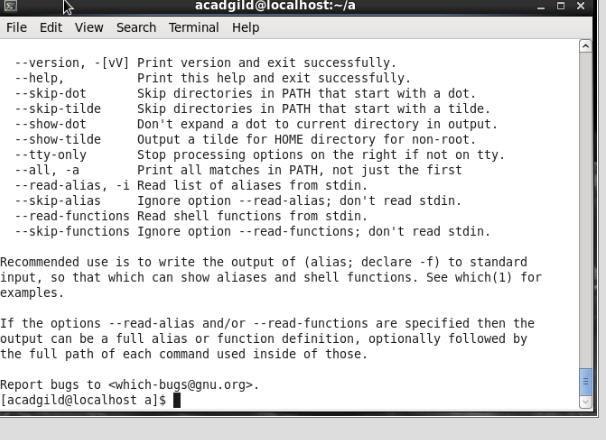 acadgild@localhost:~/a
File Edit View Search Terminal Help
--version, -[vV] Print version and exit successfully.
--help, Print this help and exit successfully.
--skip-dot Skip directories in PATH that start with a dot.
--skip-tilde Skip directories in PATH that start with a tilde.
--show-dot Don't expand a dot to current directory in output.
--show-tilde Output a tilde for HOME directory for non-root.
--tty-only Stop processing options on the right if not on tty.
--all, -a Print all matches in PATH, not just the first
--read-alias, -i Read list of aliases from stdin.
--skip-alias Ignore option --read-alias; don't read stdin.
--read-functions Read shell functions from stdin.
--skip-functions Ignore option --read-functions; don't read stdin.
Recommended use is to write the output of (alias; declare -f) to standard
input, so that which can show aliases and shell functions. See which(1) for
examples.
If the options --read-alias and/or --read-functions are specified then the
output can be a full alias or function definition, optionally followed by
the full path of each command used inside of those.
Report bugs to <which-bugs@gnu.org>.
[acadgild@localhost a]$